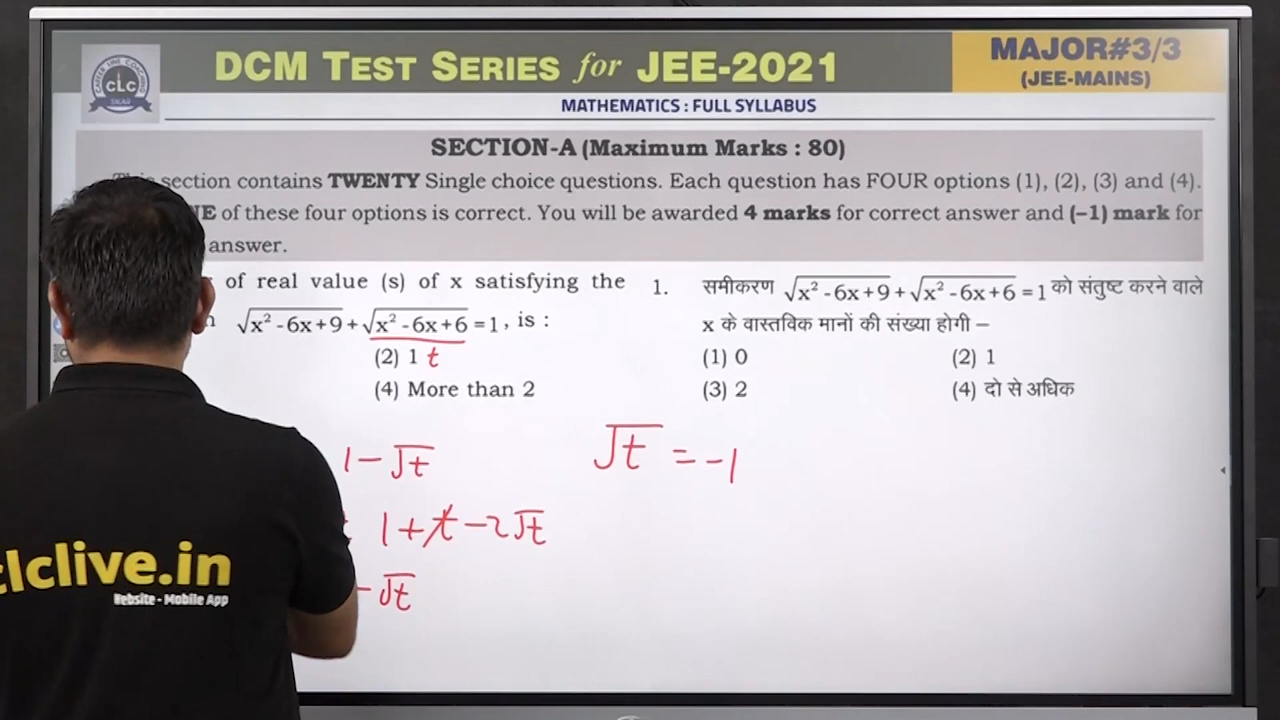 DCM TEST SERIES for JEE-2021
MAJOR#3/3
(JEE-MAINS)
CLC
MATHEMATICS : FULL SYLLABUS
SECTION-A (Maximum Marks : 80)
section contains TWENTY Single choice questions. Each question has FOUR options (1), (2), (3) and (4).
of these four options is correct. You will be awarded 4 marks for correct answer and (–1) mark for
answer.
of real value (s) of x satisfying the
√x² - 6x+9 + √x² - 6x+6 = 1 , is :
(2) 1 t
(4) More than 2
1. समीकरण √x² - 6x+9 + √x² - 6x+6 = 1 को संतुष्ट करने वाले
x के वास्तविक मानों की संख्या होगी –
(1) 0 (2) 1
(3) 2 (4) दो से अधिक
1 - √t
1 + t - 2√t
- √t
√t = -1
clclive.in
Website - Mobile App